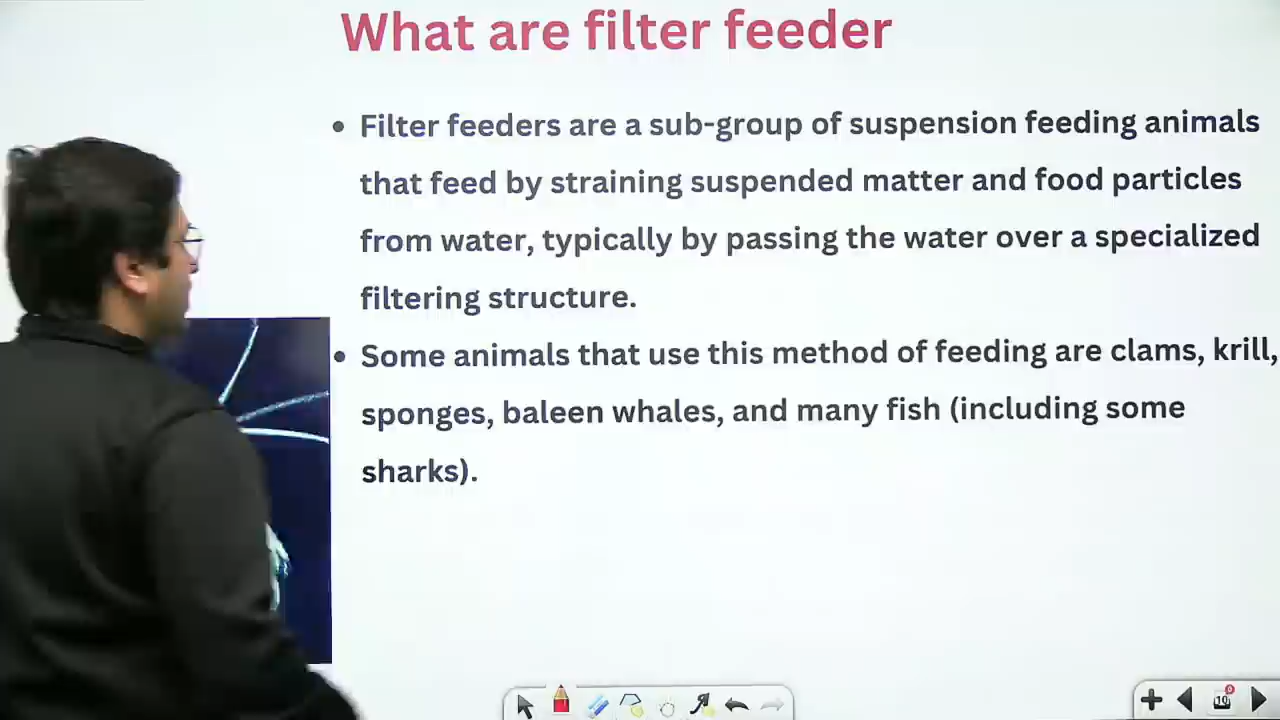 What are filter feeder
• Filter feeders are a sub-group of suspension feeding animals
that feed by straining suspended matter and food particles
from water, typically by passing the water over a specialized
filtering structure.
• Some animals that use this method of feeding are clams, krill,
sponges, baleen whales, and many fish (including some
sharks).
10